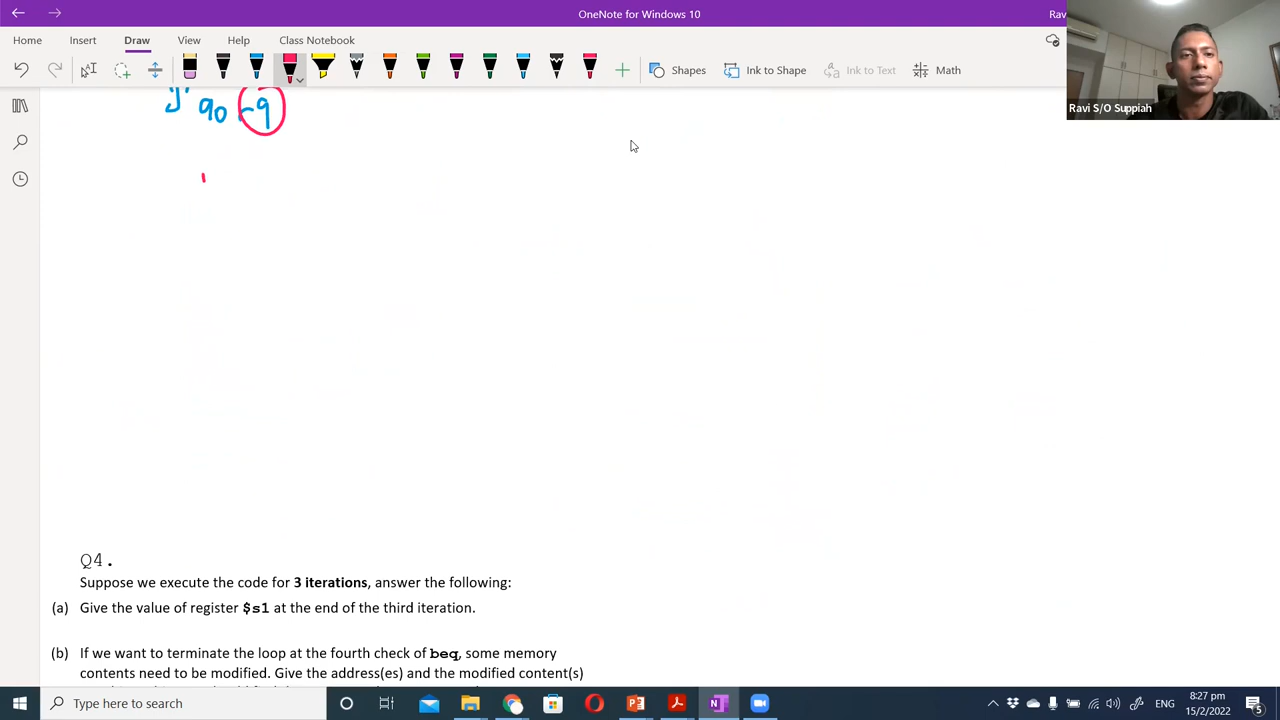 OneNote for Windows 10
Ravi
Home Insert Draw View Help Class Notebook
Shapes Ink to Shape Ink to Text Math
Ravi S/O Suppiah
Q4.
Suppose we execute the code for 3 iterations, answer the following:
(a) Give the value of register $s1 at the end of the third iteration.
(b) If we want to terminate the loop at the fourth check of beq, some memory
contents need to be modified. Give the address(es) and the modified content(s)
Type here to search
ENG
8:27 pm
15/2/2022
5